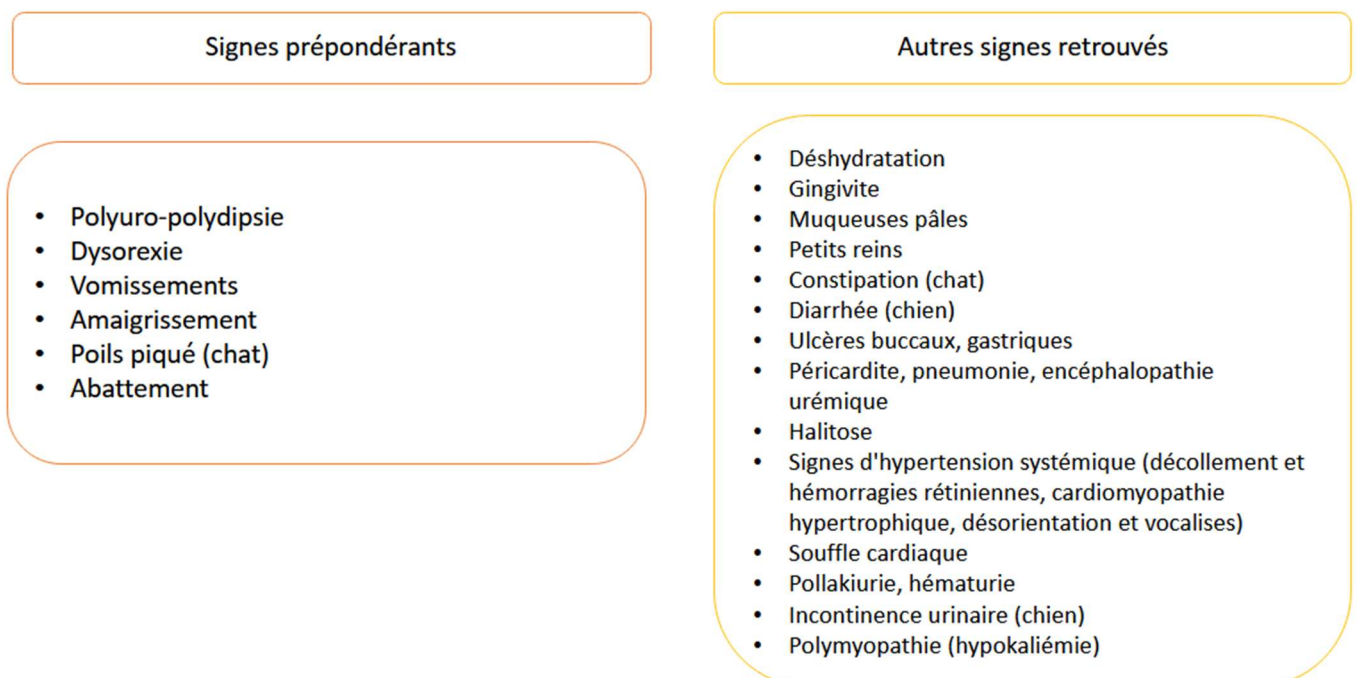 Signes prépondérants
• Polyuro-polydipsie
• Dysorexie
• Vomissements
• Amaigrissement
• Poils piqué (chat)
• Abattement
Autres signes retrouvés
• Déshydratation
• Gingivite
• Muqueuses pâles
• Petits reins
• Constipation (chat)
• Diarrhée (chien)
• Ulcères buccaux, gastriques
• Péricardite, pneumonie, encéphalopathie
urémique
• Halitose
• Signes d'hypertension systémique (décollement et
hémorragies rétiniennes, cardiomyopathie
hypertrophique, désorientation et vocalises)
• Souffle cardiaque
• Pollakiurie, hématurie
• Incontinence urinaire (chien)
• Polymyopathie (hypokaliémie)